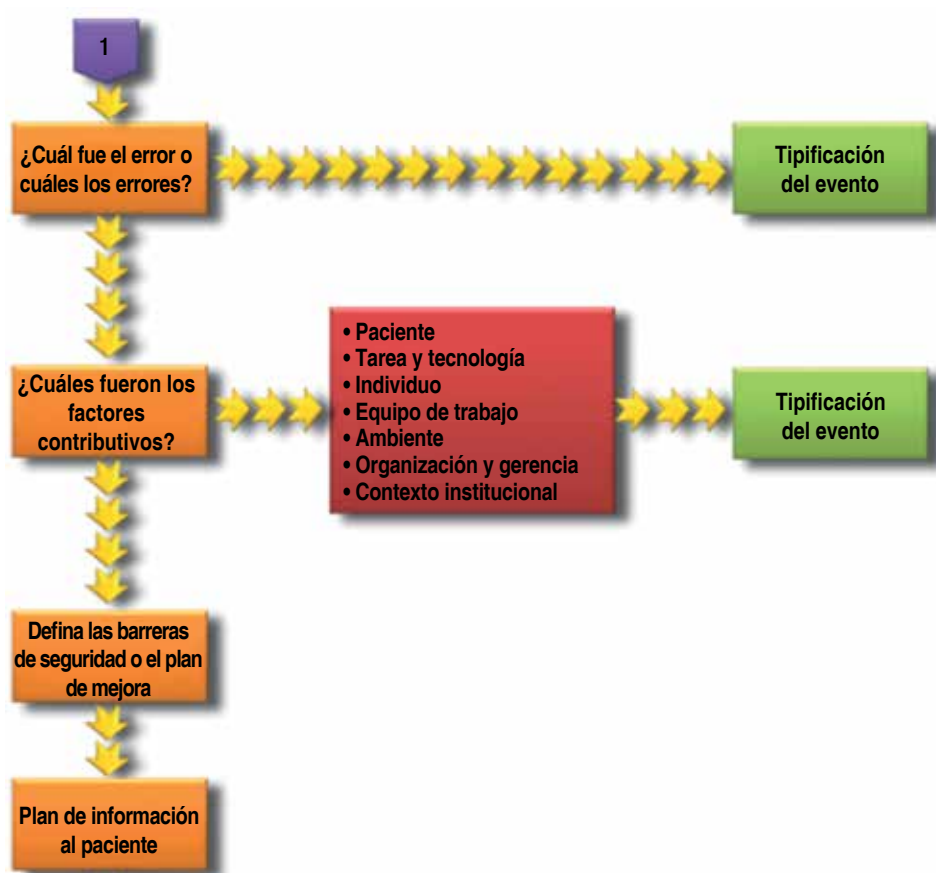 1
¿Cuál fue el error o
cuáles los errores?
Tipificación
del evento
• Paciente
• Tarea y tecnología
• Individuo
• Equipo de trabajo
• Ambiente
• Organización y gerencia
• Contexto institucional
¿Cuáles fueron los
factores
contributivos?
Tipificación
del evento
Defina las barreras
de seguridad o el plan
de mejora
Plan de información
al paciente